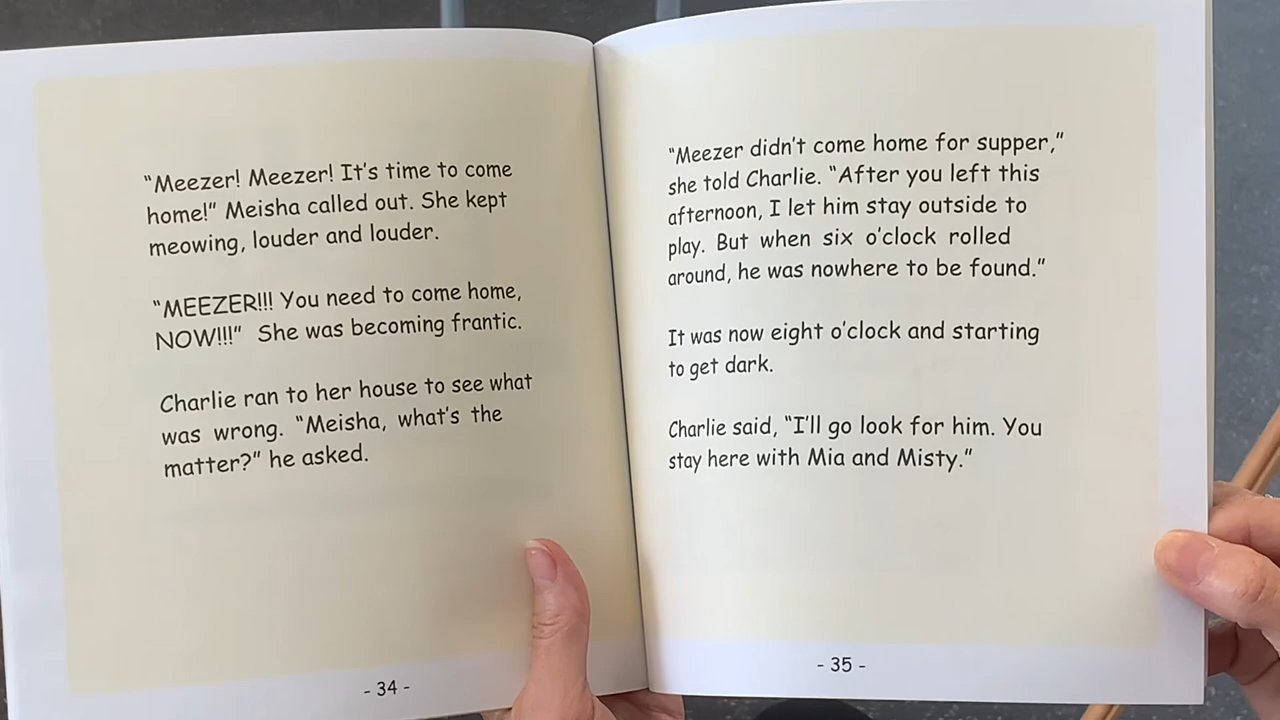 “Meezer! Meezer! It’s time to come
home!” Meisha called out. She kept
meowing, louder and louder.
“MEEZER!!! You need to come home,
NOW!!!” She was becoming frantic.
Charlie ran to her house to see what
was wrong. “Meisha, what’s the
matter?” he asked.
- 34 -
“Meezer didn’t come home for supper,”
she told Charlie. “After you left this
afternoon, I let him stay outside to
play. But when six o’clock rolled
around, he was nowhere to be found.”
It was now eight o’clock and starting
to get dark.
Charlie said, “I’ll go look for him. You
stay here with Mia and Misty.”
- 35 -